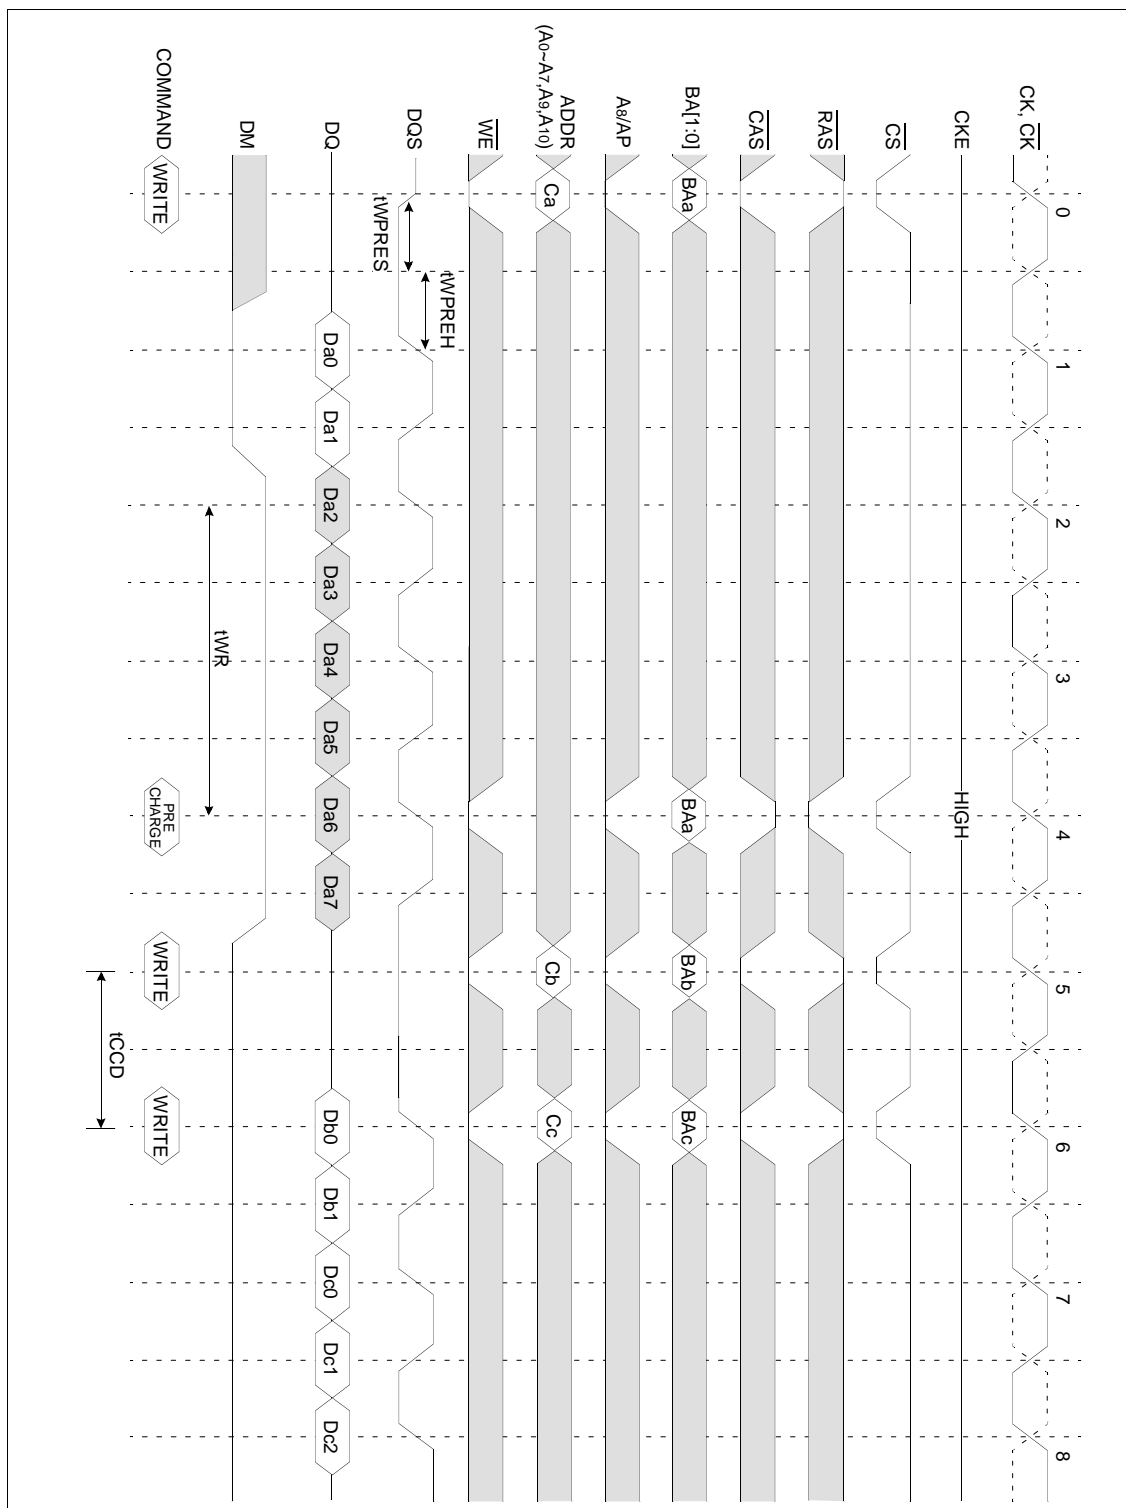 0 1 2 3 4 5 6 7 8
CK, CK
CKE HIGH
CS
RAS
CAS
BA[1:0] BAa BAa BAb BAc
A8/AP
ADDR
(A0~A7,A9,A10) Ca Cb Cc
WE
DQS
tWPREH
tWPRES
DQ Da0 Da1 Da2 Da3 Da4 Da5 Da6 Da7 Db0 Db1 Dc0 Dc1 Dc2
DM
tWR
COMMAND WRITE PRE CHARGE WRITE WRITE
tCCD